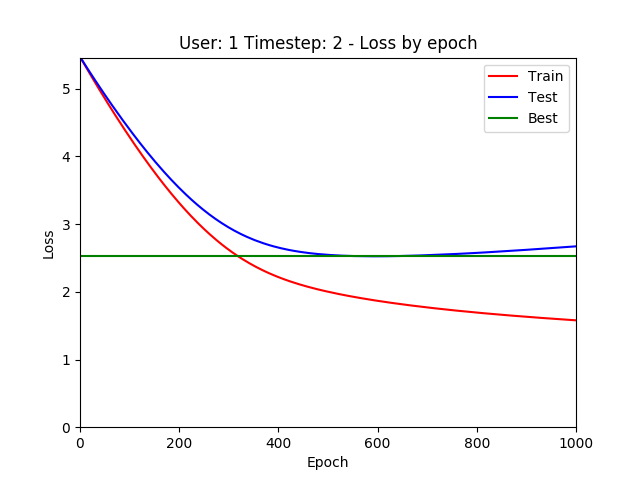 User: 1 Timestep: 2 - Loss by epoch
Train
Test
Best
Loss
5
4
3
2
1
0
0 200 400 600 800 1000
Epoch